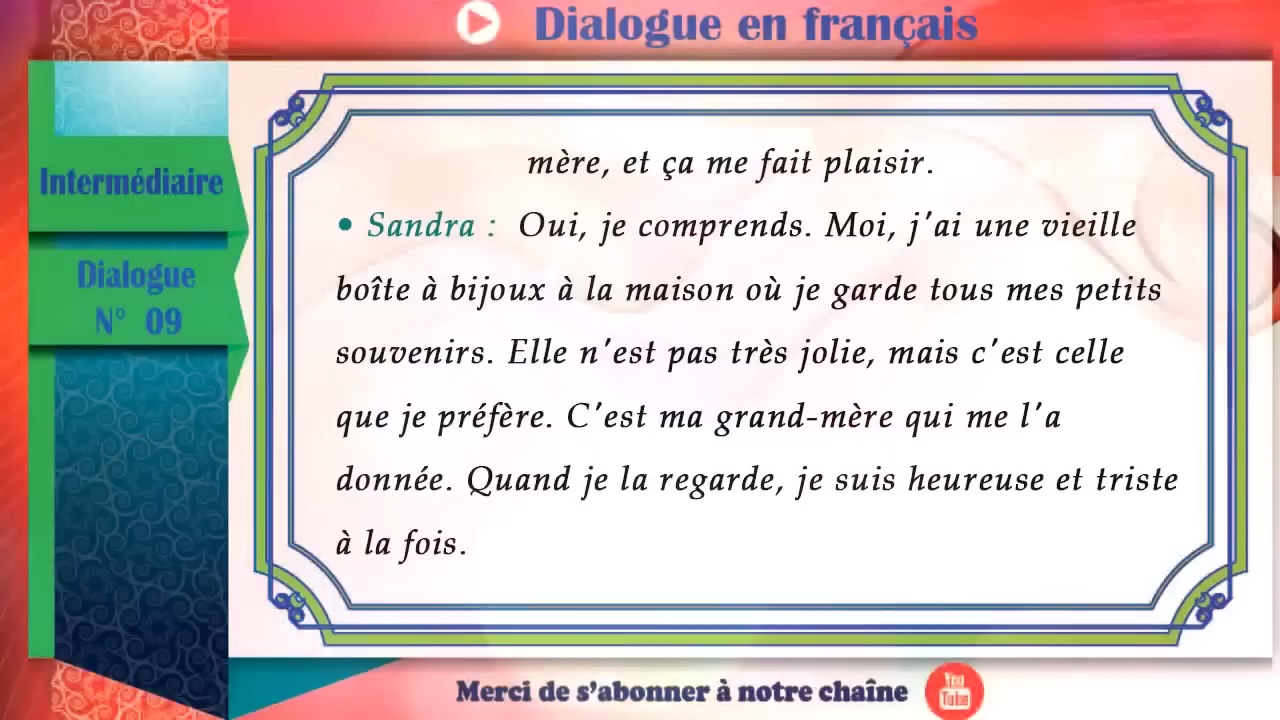 Dialogue en français
Intermédiaire
Dialogue
N° 09
mère, et ça me fait plaisir.
• Sandra : Oui, je comprends. Moi, j'ai une vieille
boîte à bijoux à la maison où je garde tous mes petits
souvenirs. Elle n'est pas très jolie, mais c'est celle
que je préfère. C'est ma grand-mère qui me l'a
donnée. Quand je la regarde, je suis heureuse et triste
à la fois.
Merci de s'abonner à notre chaîne
You
Tube